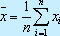 x̄ = 1/n ∑_{i=1}^{n} x_i